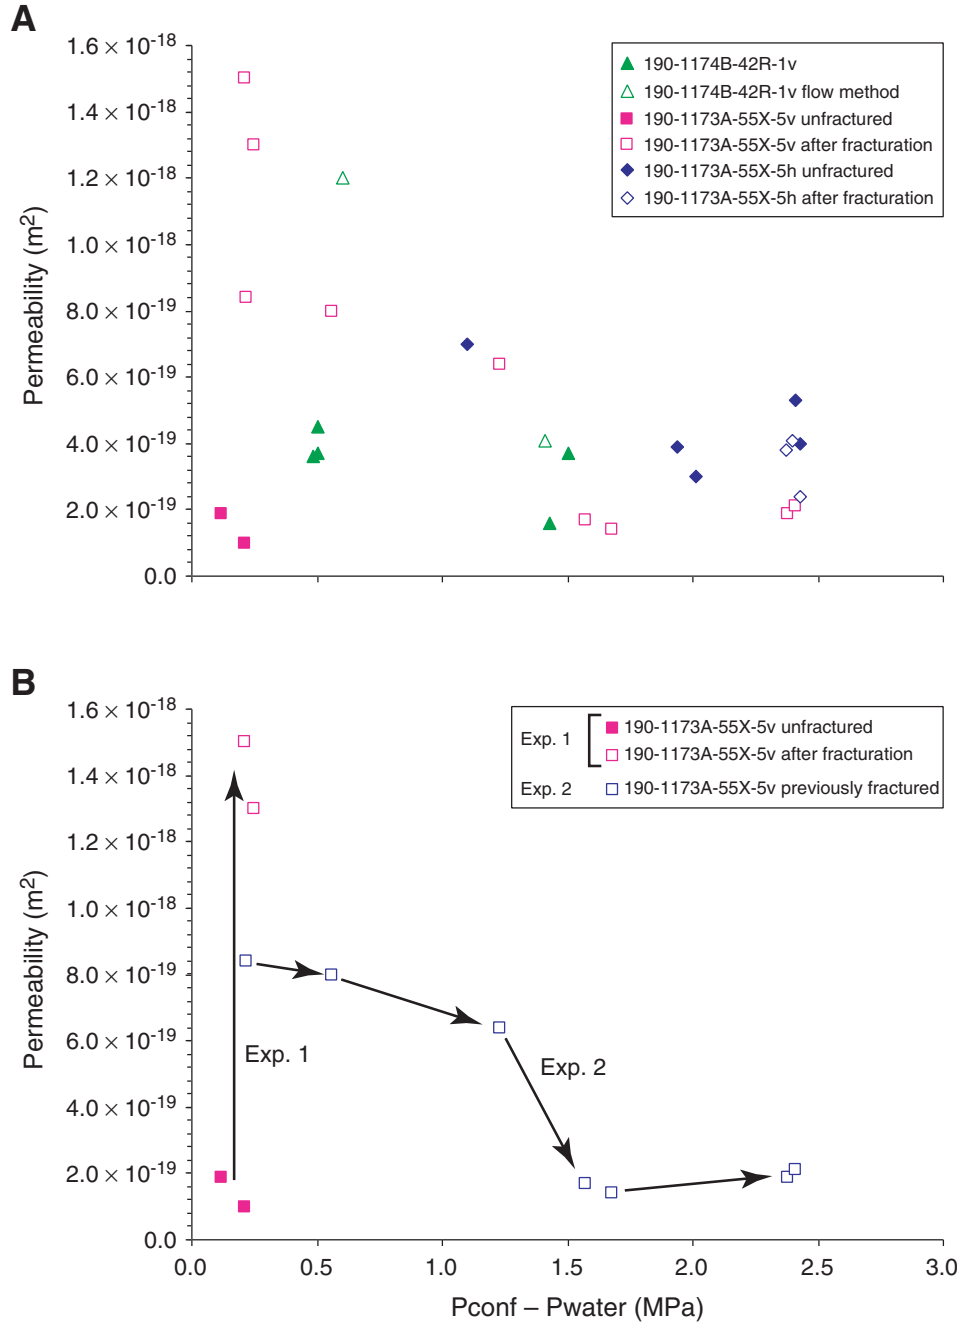 A
1.6 × 10-18
1.4 × 10-18
1.2 × 10-18
1.0 × 10-18
8.0 × 10-19
6.0 × 10-19
4.0 × 10-19
2.0 × 10-19
0.0
Permeability (m2)
190-1174B-42R-1v
190-1174B-42R-1v flow method
190-1173A-55X-5v unfractured
190-1173A-55X-5v after fracturation
190-1173A-55X-5h unfractured
190-1173A-55X-5h after fracturation
B
1.6 × 10-18
1.4 × 10-18
1.2 × 10-18
1.0 × 10-18
8.0 × 10-19
6.0 × 10-19
4.0 × 10-19
2.0 × 10-19
0.0
Permeability (m2)
Exp. 1
190-1173A-55X-5v unfractured
190-1173A-55X-5v after fracturation
Exp. 2
190-1173A-55X-5v previously fractured
Exp. 1
Exp. 2
0.0 0.5 1.0 1.5 2.0 2.5 3.0
Pconf – Pwater (MPa)